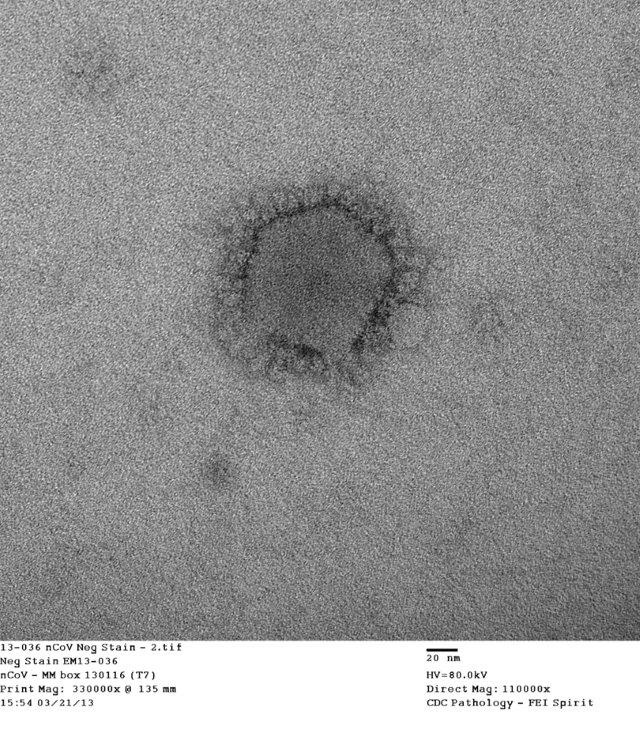 13-036 nCoV Neg Stain - 2.tif
Neg Stain EM13-036
nCoV - MM box 130116 (T7)
Print Mag: 330000x @ 135 mm
15:54 03/21/13
20 nm
HV=80.0kV
Direct Mag: 110000x
CDC Pathology - FEI Spirit